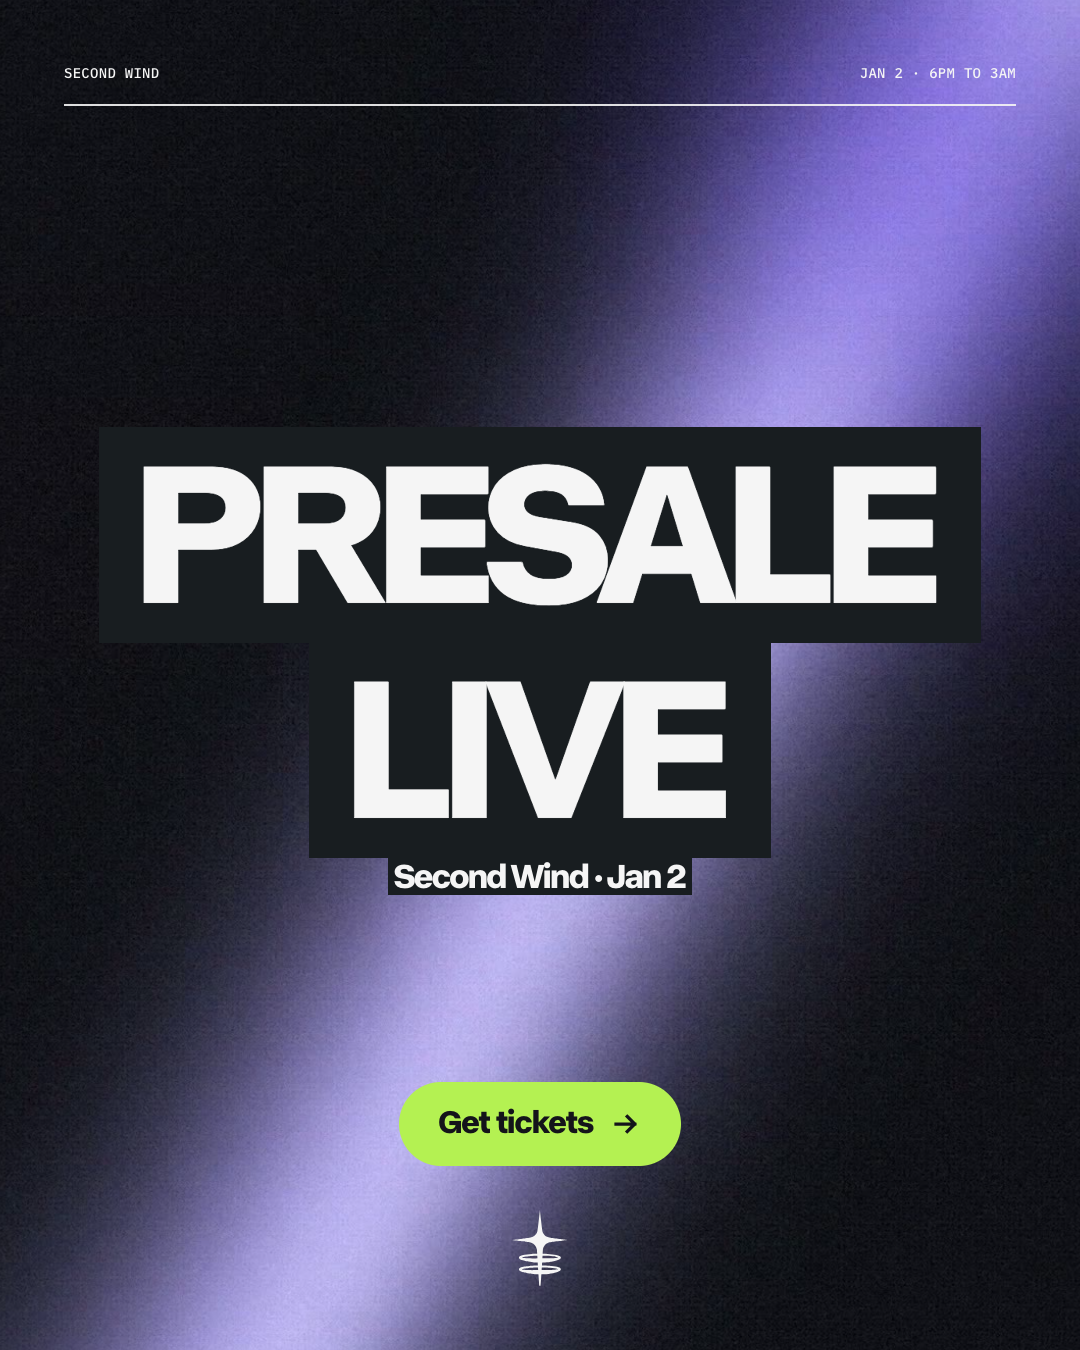 SECOND WIND
JAN 2 · 6PM TO 3AM
PRESALE
LIVE
Second Wind · Jan 2
Get tickets →